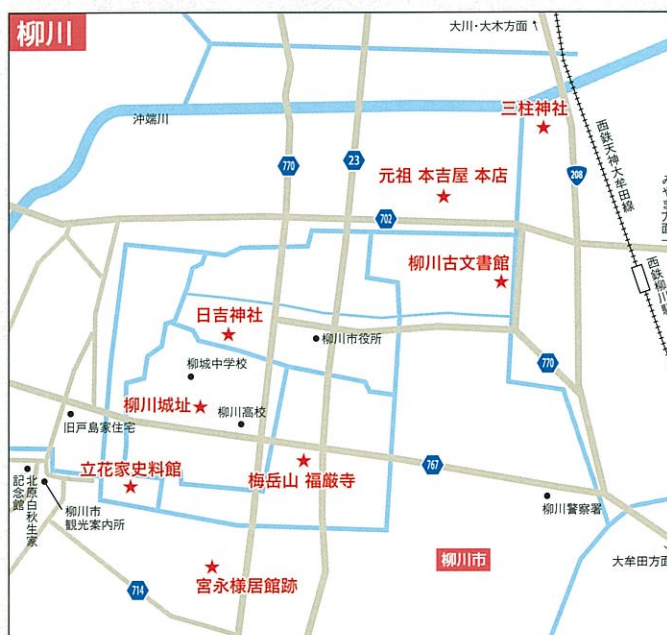 柳川
大川・大木方面
沖端川
三柱神社
770
23
元祖 本吉屋 本店
西鉄天神大牟田線
208
702
柳川古文書館
西鉄柳川駅
日吉神社
柳川市役所
柳城中学校
770
柳川城址
柳川高校
旧戸島家住宅
立花家史料館
梅岳山 福厳寺
767
北原白秋生家
記念館
柳川市
観光案内所
柳川警察署
柳川市
大牟田方面
宮永様居館跡
714